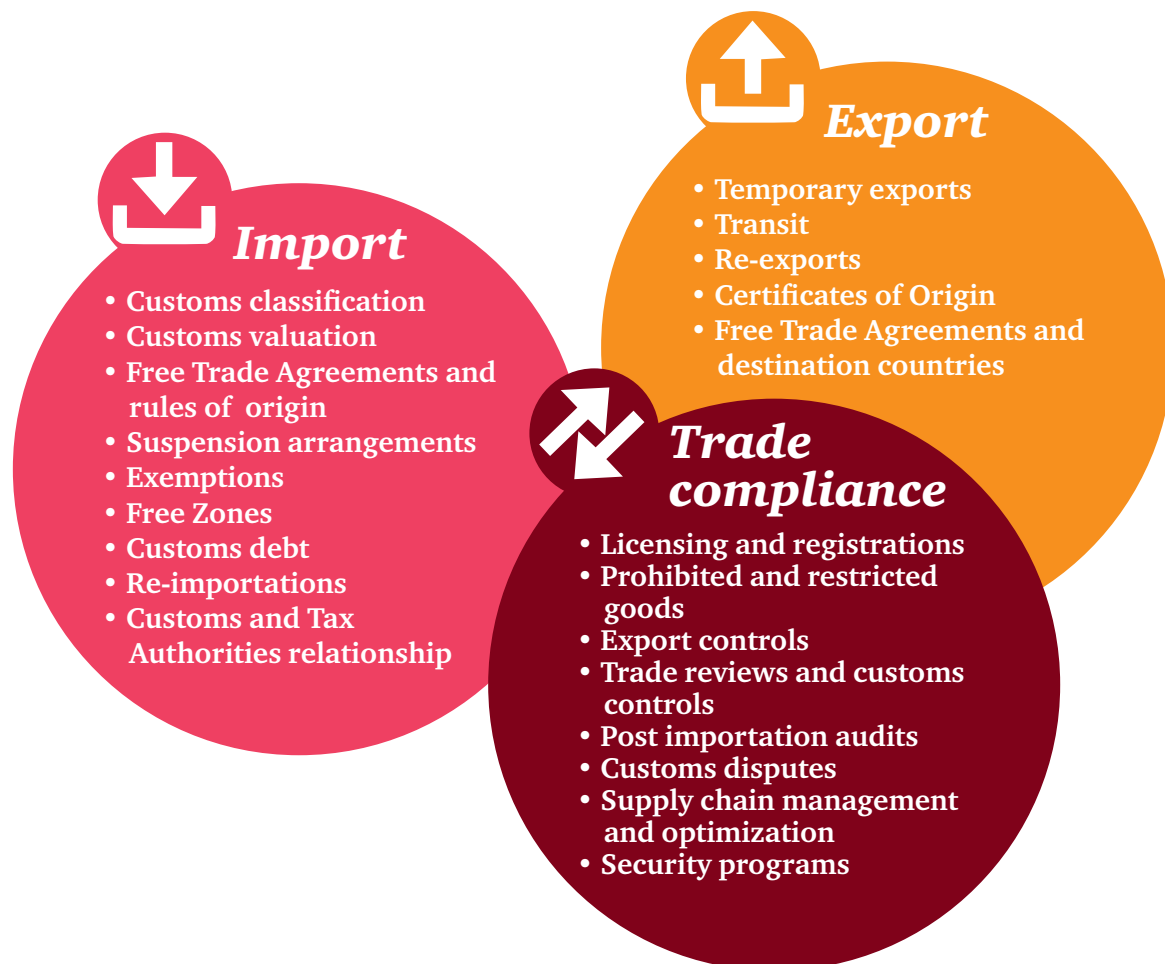 Import
• Customs classification
• Customs valuation
• Free Trade Agreements and
rules of origin
• Suspension arrangements
• Exemptions
• Free Zones
• Customs debt
• Re-importations
• Customs and Tax
Authorities relationship
Export
• Temporary exports
• Transit
• Re-exports
• Certificates of Origin
• Free Trade Agreements and
destination countries
Trade
compliance
• Licensing and registrations
• Prohibited and restricted
goods
• Export controls
• Trade reviews and customs
controls
• Post importation audits
• Customs disputes
• Supply chain management
and optimization
• Security programs